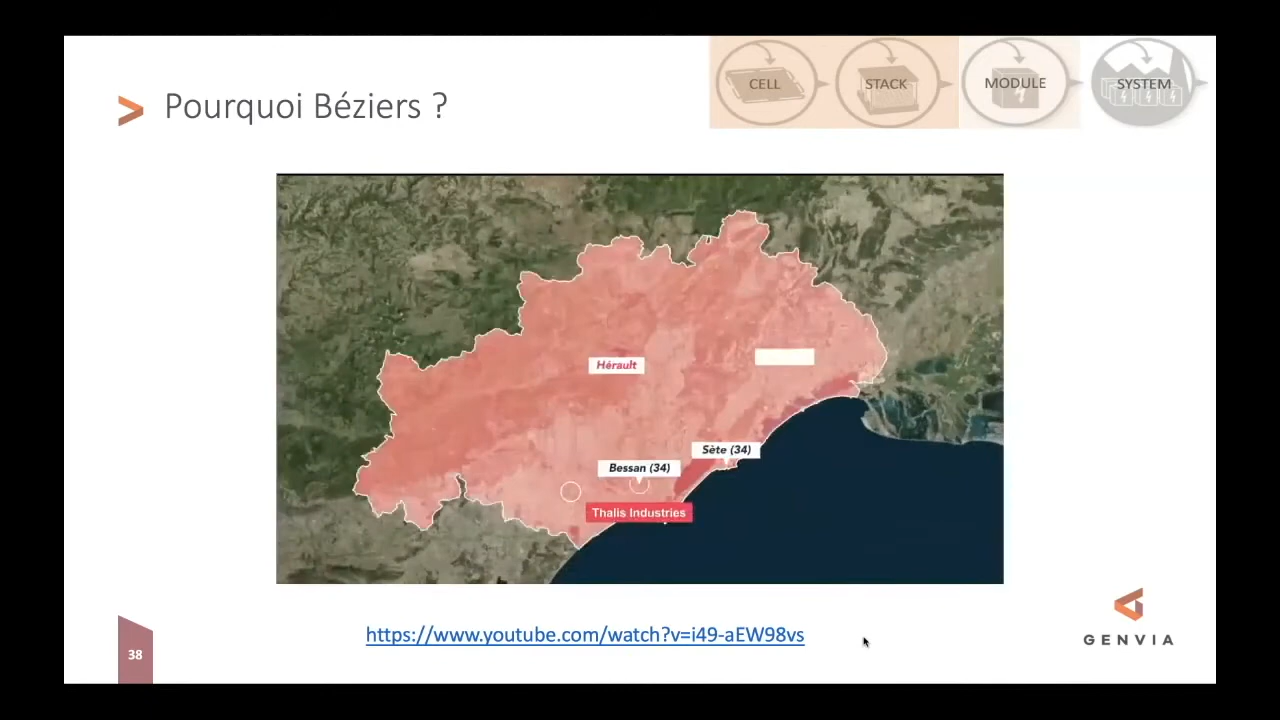 Pourquoi Béziers ?
CELL
STACK
MODULE
SYSTEM
Hérault
Sète (34)
Bessan (34)
Thalis Industries
https://www.youtube.com/watch?v=i49-aEW98vs
38
GENVIA